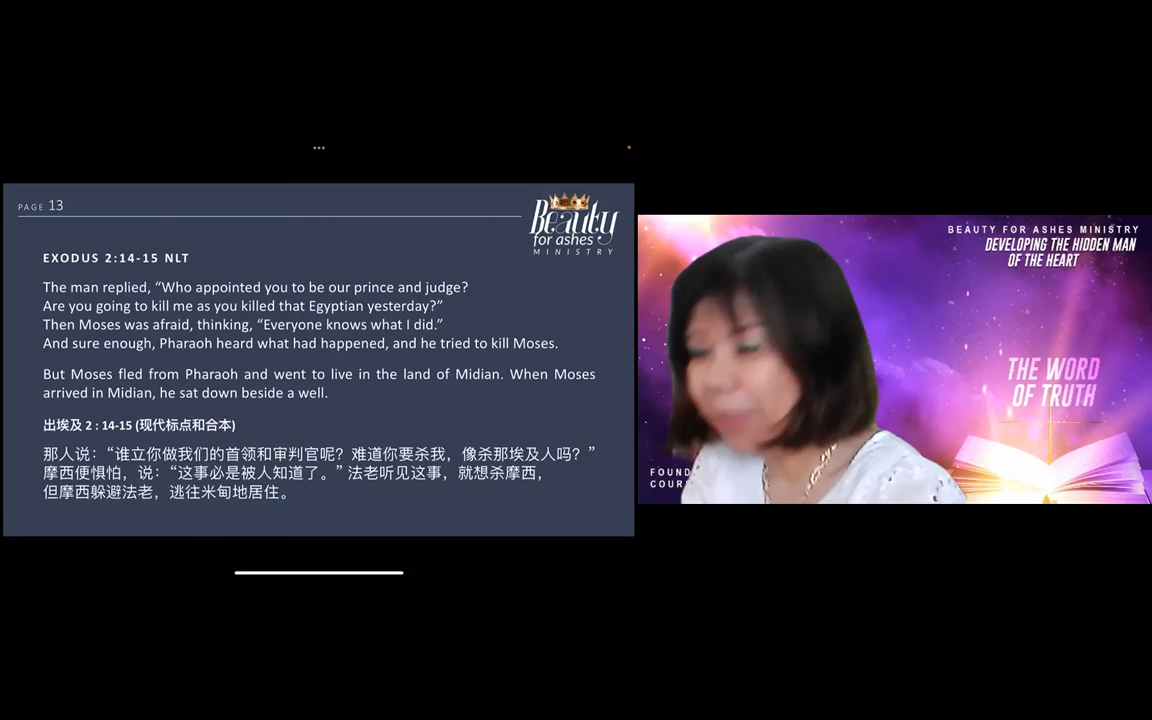 PAGE 13
Beauty
for ashes
MINISTRY
EXODUS 2:14-15 NLT
The man replied, “Who appointed you to be our prince and judge?
Are you going to kill me as you killed that Egyptian yesterday?”
Then Moses was afraid, thinking, “Everyone knows what I did.”
And sure enough, Pharaoh heard what had happened, and he tried to kill Moses.
But Moses fled from Pharaoh and went to live in the land of Midian. When Moses
arrived in Midian, he sat down beside a well.
出埃及 2 : 14-15 (现代标点和合本)
那人说：“谁立你做我们的首领和审判官呢？难道你要杀我，像杀那埃及人吗？”
摩西便惧怕，说：“这事必是被人知道了。”法老听见这事，就想杀摩西，
但摩西躲避法老，逃往米甸地居住。
BEAUTY FOR ASHES MINISTRY
DEVELOPING THE HIDDEN MAN
OF THE HEART
THE WORD
OF TRUTH
FOUND
COUR